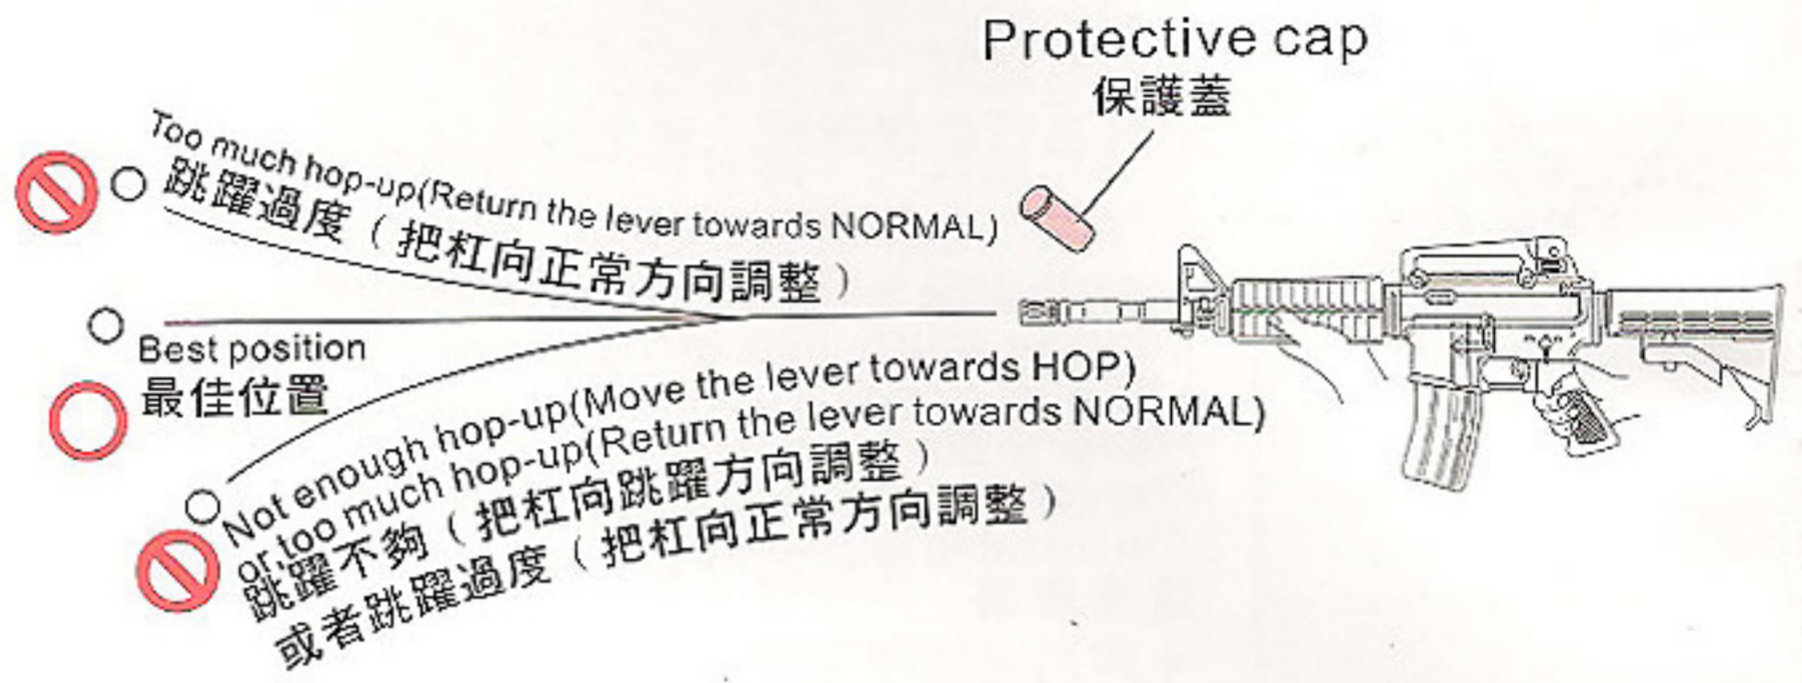 Protective cap
保護蓋
Too much hop-up(Return the lever towards NORMAL)
跳躍過度（把杠向正常方向調整）
Best position
最佳位置
Not enough hop-up(Move the lever towards HOP)
or too much hop-up(Return the lever towards NORMAL)
跳躍不夠（把杠向跳躍方向調整）
或者跳躍過度（把杠向正常方向調整）